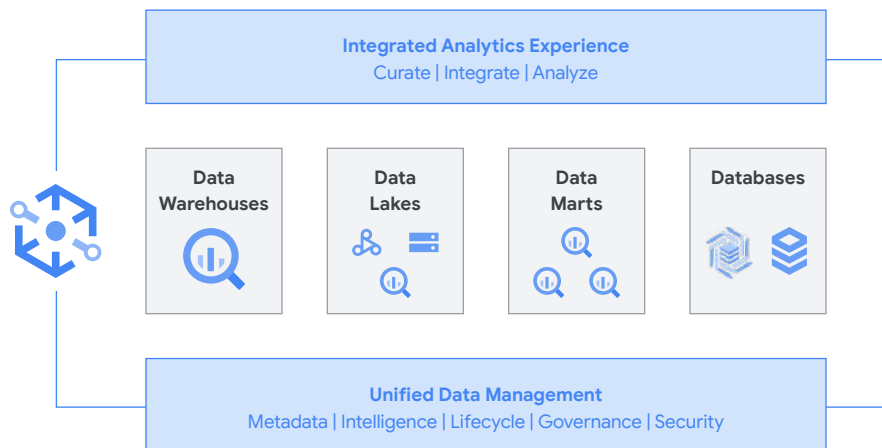 Integrated Analytics Experience
Curate | Integrate | Analyze
Data
Warehouses
Data
Lakes
Data
Marts
Databases
Unified Data Management
Metadata | Intelligence | Lifecycle | Governance | Security